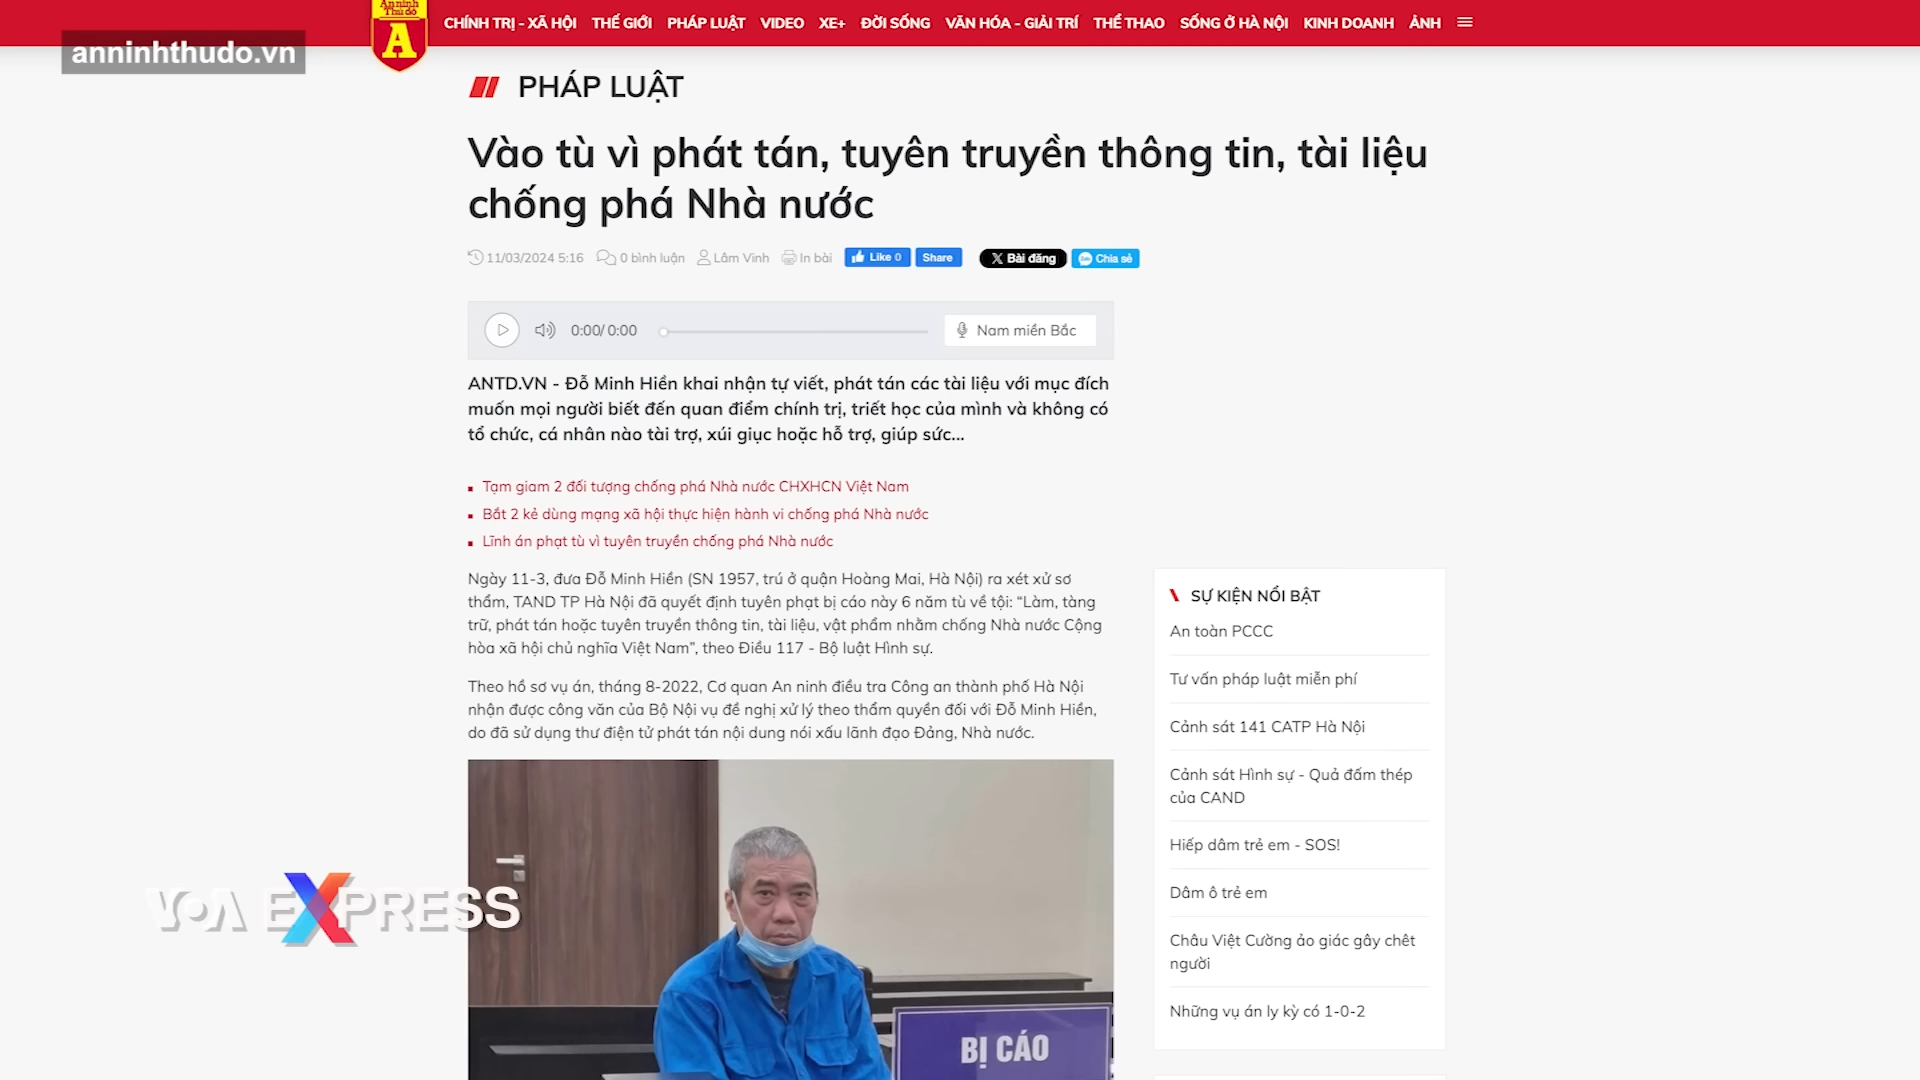 An ninh
Thủ đô
A
CHÍNH TRỊ - XÃ HỘI THẾ GIỚI PHÁP LUẬT VIDEO XE+ ĐỜI SỐNG VĂN HÓA - GIẢI TRÍ THỂ THAO SỐNG Ở HÀ NỘI KINH DOANH ẢNH
anninhthudo.vn
PHÁP LUẬT
Vào tù vì phát tán, tuyên truyền thông tin, tài liệu
chống phá Nhà nước
11/03/2024 5:16 0 bình luận Lâm Vinh In bài Like 0 Share X Bài đăng Chia sẻ
0:00/ 0:00 Nam miền Bắc
ANTD.VN - Đỗ Minh Hiền khai nhận tự viết, phát tán các tài liệu với mục đích
muốn mọi người biết đến quan điểm chính trị, triết học của mình và không có
tổ chức, cá nhân nào tài trợ, xúi giục hoặc hỗ trợ, giúp sức...
Tạm giam 2 đối tượng chống phá Nhà nước CHXHCN Việt Nam
Bắt 2 kẻ dùng mạng xã hội thực hiện hành vi chống phá Nhà nước
Lĩnh án phạt tù vì tuyên truyền chống phá Nhà nước
Ngày 11-3, đưa Đỗ Minh Hiền (SN 1957, trú ở quận Hoàng Mai, Hà Nội) ra xét xử sơ
thẩm, TAND TP Hà Nội đã quyết định tuyên phạt bị cáo này 6 năm tù về tội: “Làm, tàng
trữ, phát tán hoặc tuyên truyền thông tin, tài liệu, vật phẩm nhằm chống Nhà nước Cộng
hòa xã hội chủ nghĩa Việt Nam”, theo Điều 117 - Bộ luật Hình sự.
Theo hồ sơ vụ án, tháng 8-2022, Cơ quan An ninh điều tra Công an thành phố Hà Nội
nhận được công văn của Bộ Nội vụ đề nghị xử lý theo thẩm quyền đối với Đỗ Minh Hiền,
do đã sử dụng thư điện tử phát tán nội dung nói xấu lãnh đạo Đảng, Nhà nước.
BỊ CÁO
VOA EXPRESS
SỰ KIỆN NỔI BẬT
An toàn PCCC
Tư vấn pháp luật miễn phí
Cảnh sát 141 CATP Hà Nội
Cảnh sát Hình sự - Quả đấm thép
của CAND
Hiếp dâm trẻ em - SOS!
Dâm ô trẻ em
Châu Việt Cường ảo giác gây chết
người
Những vụ án ly kỳ có 1-0-2